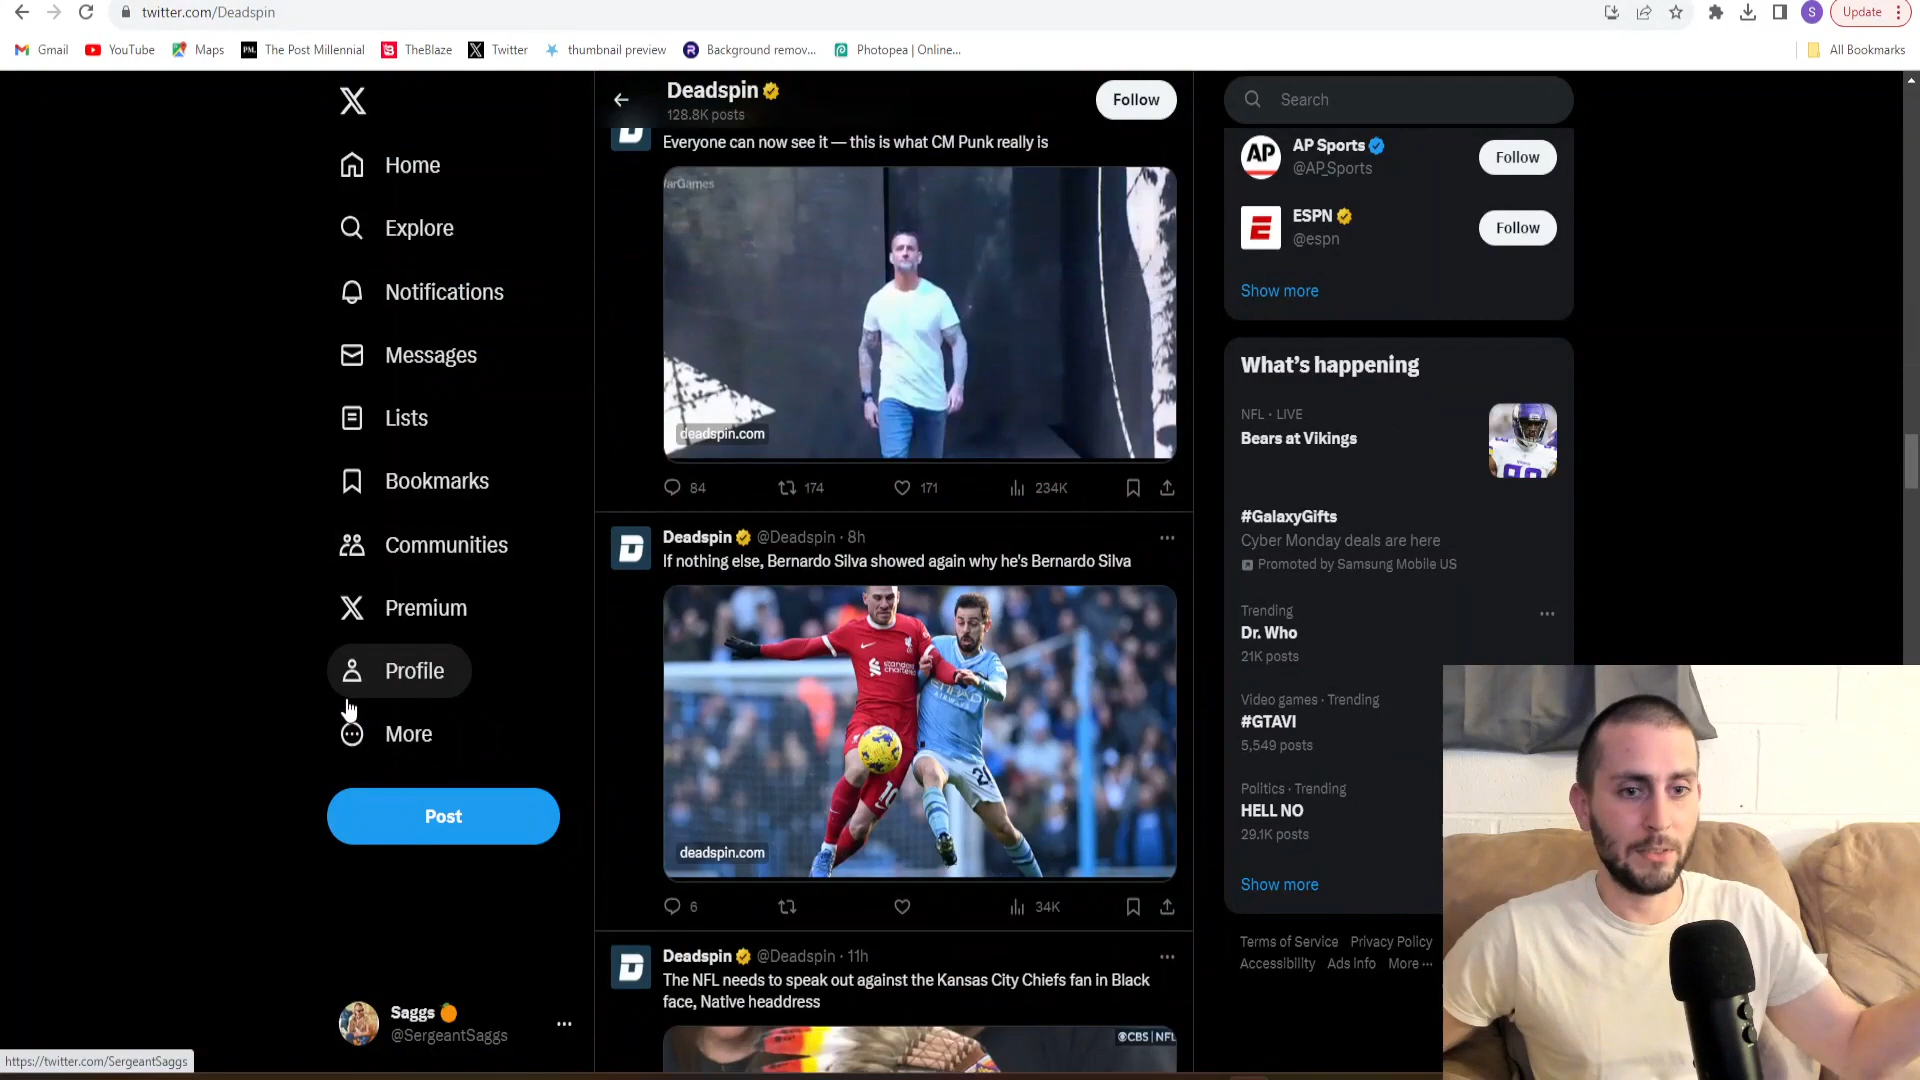 twitter.com/Deadspin
S
Update
Gmail
YouTube
Maps
PM.
The Post Millennial
TheBlaze
Twitter
thumbnail preview
Background remov...
Photopea | Online...
All Bookmarks
Home
Explore
Notifications
Messages
Lists
Bookmarks
Communities
Premium
Profile
More
Post
Saggs
@SergeantSaggs
https://twitter.com/SergeantSaggs
Deadspin
128.8K posts
Follow
Everyone can now see it — this is what CM Punk really is
WarGames
deadspin.com
84
174
171
234K
Deadspin @Deadspin · 8h
If nothing else, Bernardo Silva showed again why he's Bernardo Silva
standard
chartered
10
deadspin.com
6
34K
Deadspin @Deadspin · 11h
The NFL needs to speak out against the Kansas City Chiefs fan in Black
face, Native headdress
CBS | NFL
Search
AP
AP Sports
@AP_Sports
Follow
ESPN
@espn
Follow
Show more
What's happening
NFL · LIVE
Bears at Vikings
#GalaxyGifts
Cyber Monday deals are here
Promoted by Samsung Mobile US
Trending
Dr. Who
21K posts
Video games · Trending
#GTAVI
5,549 posts
Politics · Trending
HELL NO
29.1K posts
Show more
Terms of Service Privacy Policy
Accessibility Ads info More ...